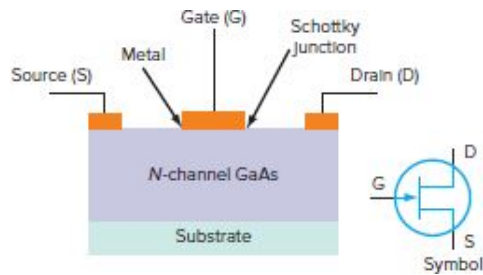 Gate (G)
Schottky
Junction
Metal
Source (S)
Drain (D)
N-channel GaAs
Substrate
D
G
S
Symbol